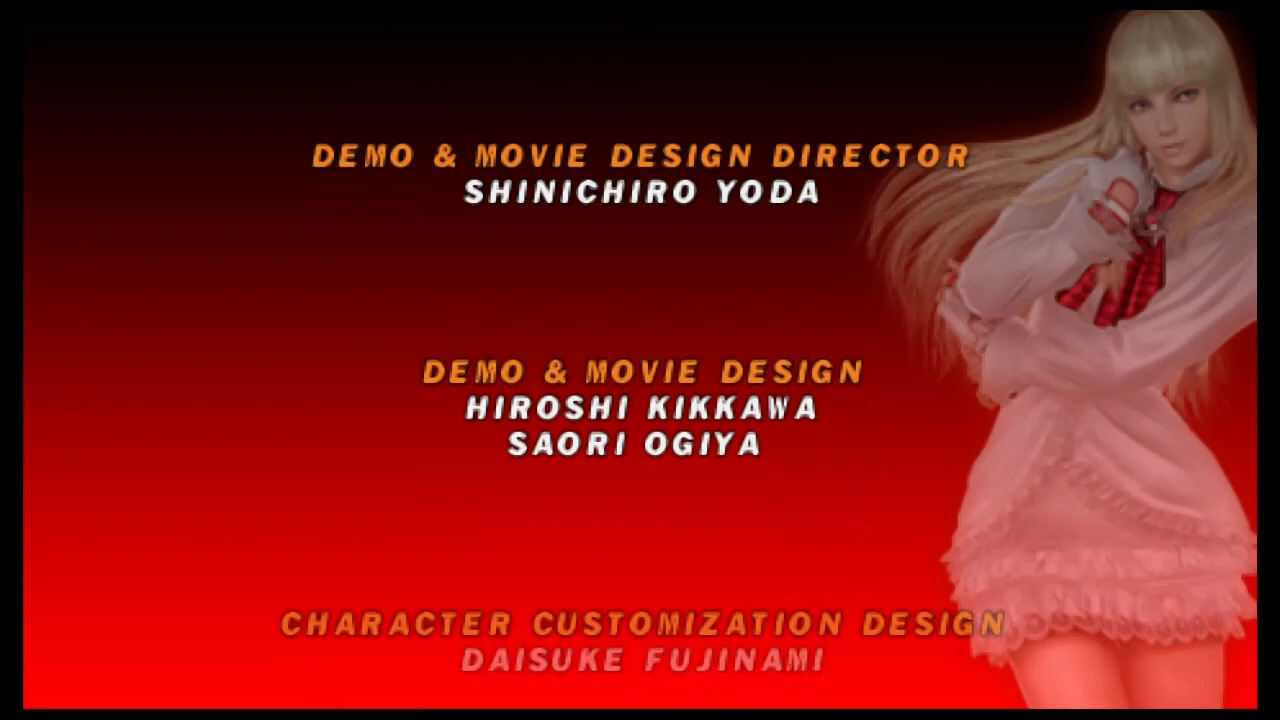 DEMO & MOVIE DESIGN DIRECTOR
SHINICHIRO YODA
DEMO & MOVIE DESIGN
HIROSHI KIKKAWA
SAORI OGIYA
CHARACTER CUSTOMIZATION DESIGN
DAISUKE FUJINAMI